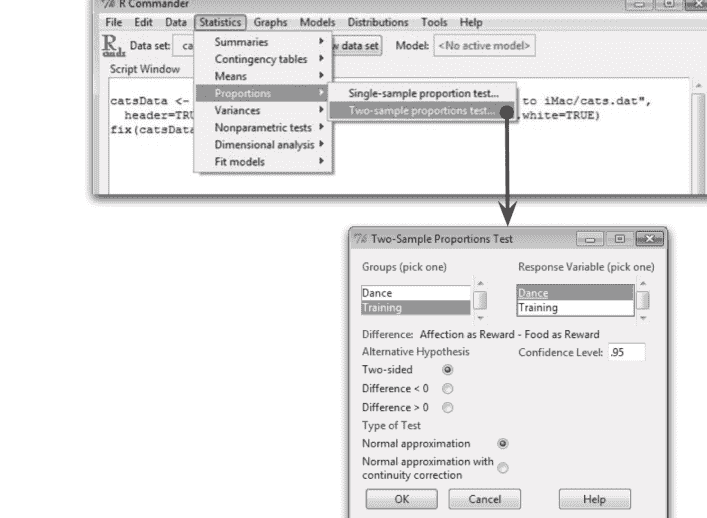 R Commander
File Edit Data Statistics Graphs Models Distributions Tools Help
Data set: ca w data set Model: <No active model>
Script Window
Summaries
Contingency tables
Means
Proportions
Variances
Nonparametric tests
Dimensional analysis
Fit models
Single-sample proportion test...
Two-sample proportions test...
catsData <- to iMac/cats.dat",
header=TRU .white=TRUE)
fix(catsData
Two-Sample Proportions Test
Groups (pick one) Response Variable (pick one)
Dance Dance
Training Training
Difference: Affection as Reward - Food as Reward
Alternative Hypothesis Confidence Level: .95
Two-sided
Difference < 0
Difference > 0
Type of Test
Normal approximation
Normal approximation with
continuity correction
OK Cancel Help